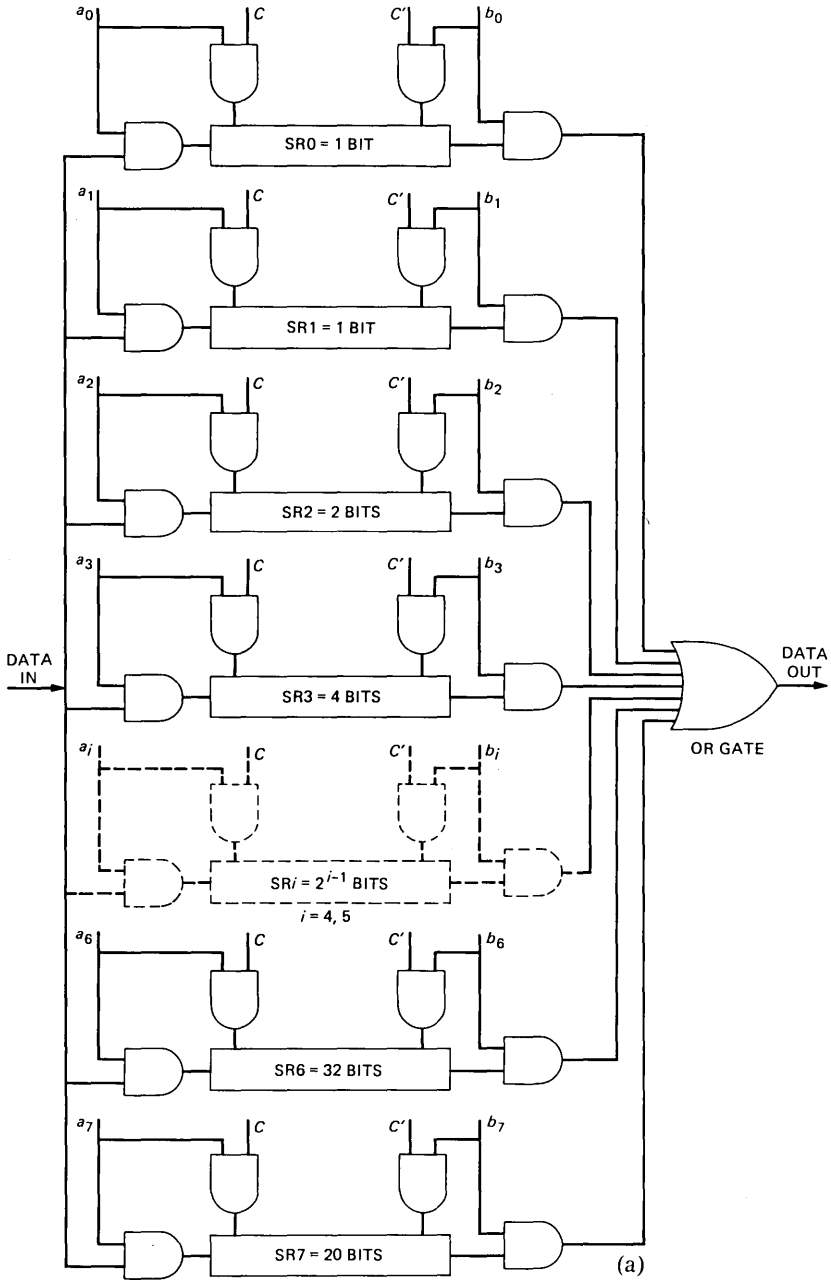 a0 C C' b0
SR0 = 1 BIT
a1 C C' b1
SR1 = 1 BIT
a2 C C' b2
SR2 = 2 BITS
a3 C C' b3
DATA IN
SR3 = 4 BITS
DATA OUT
OR GATE
ai C C' bi
SRi = 2^{i-1} BITS
i = 4, 5
a6 C C' b6
SR6 = 32 BITS
a7 C C' b7
SR7 = 20 BITS
(a)